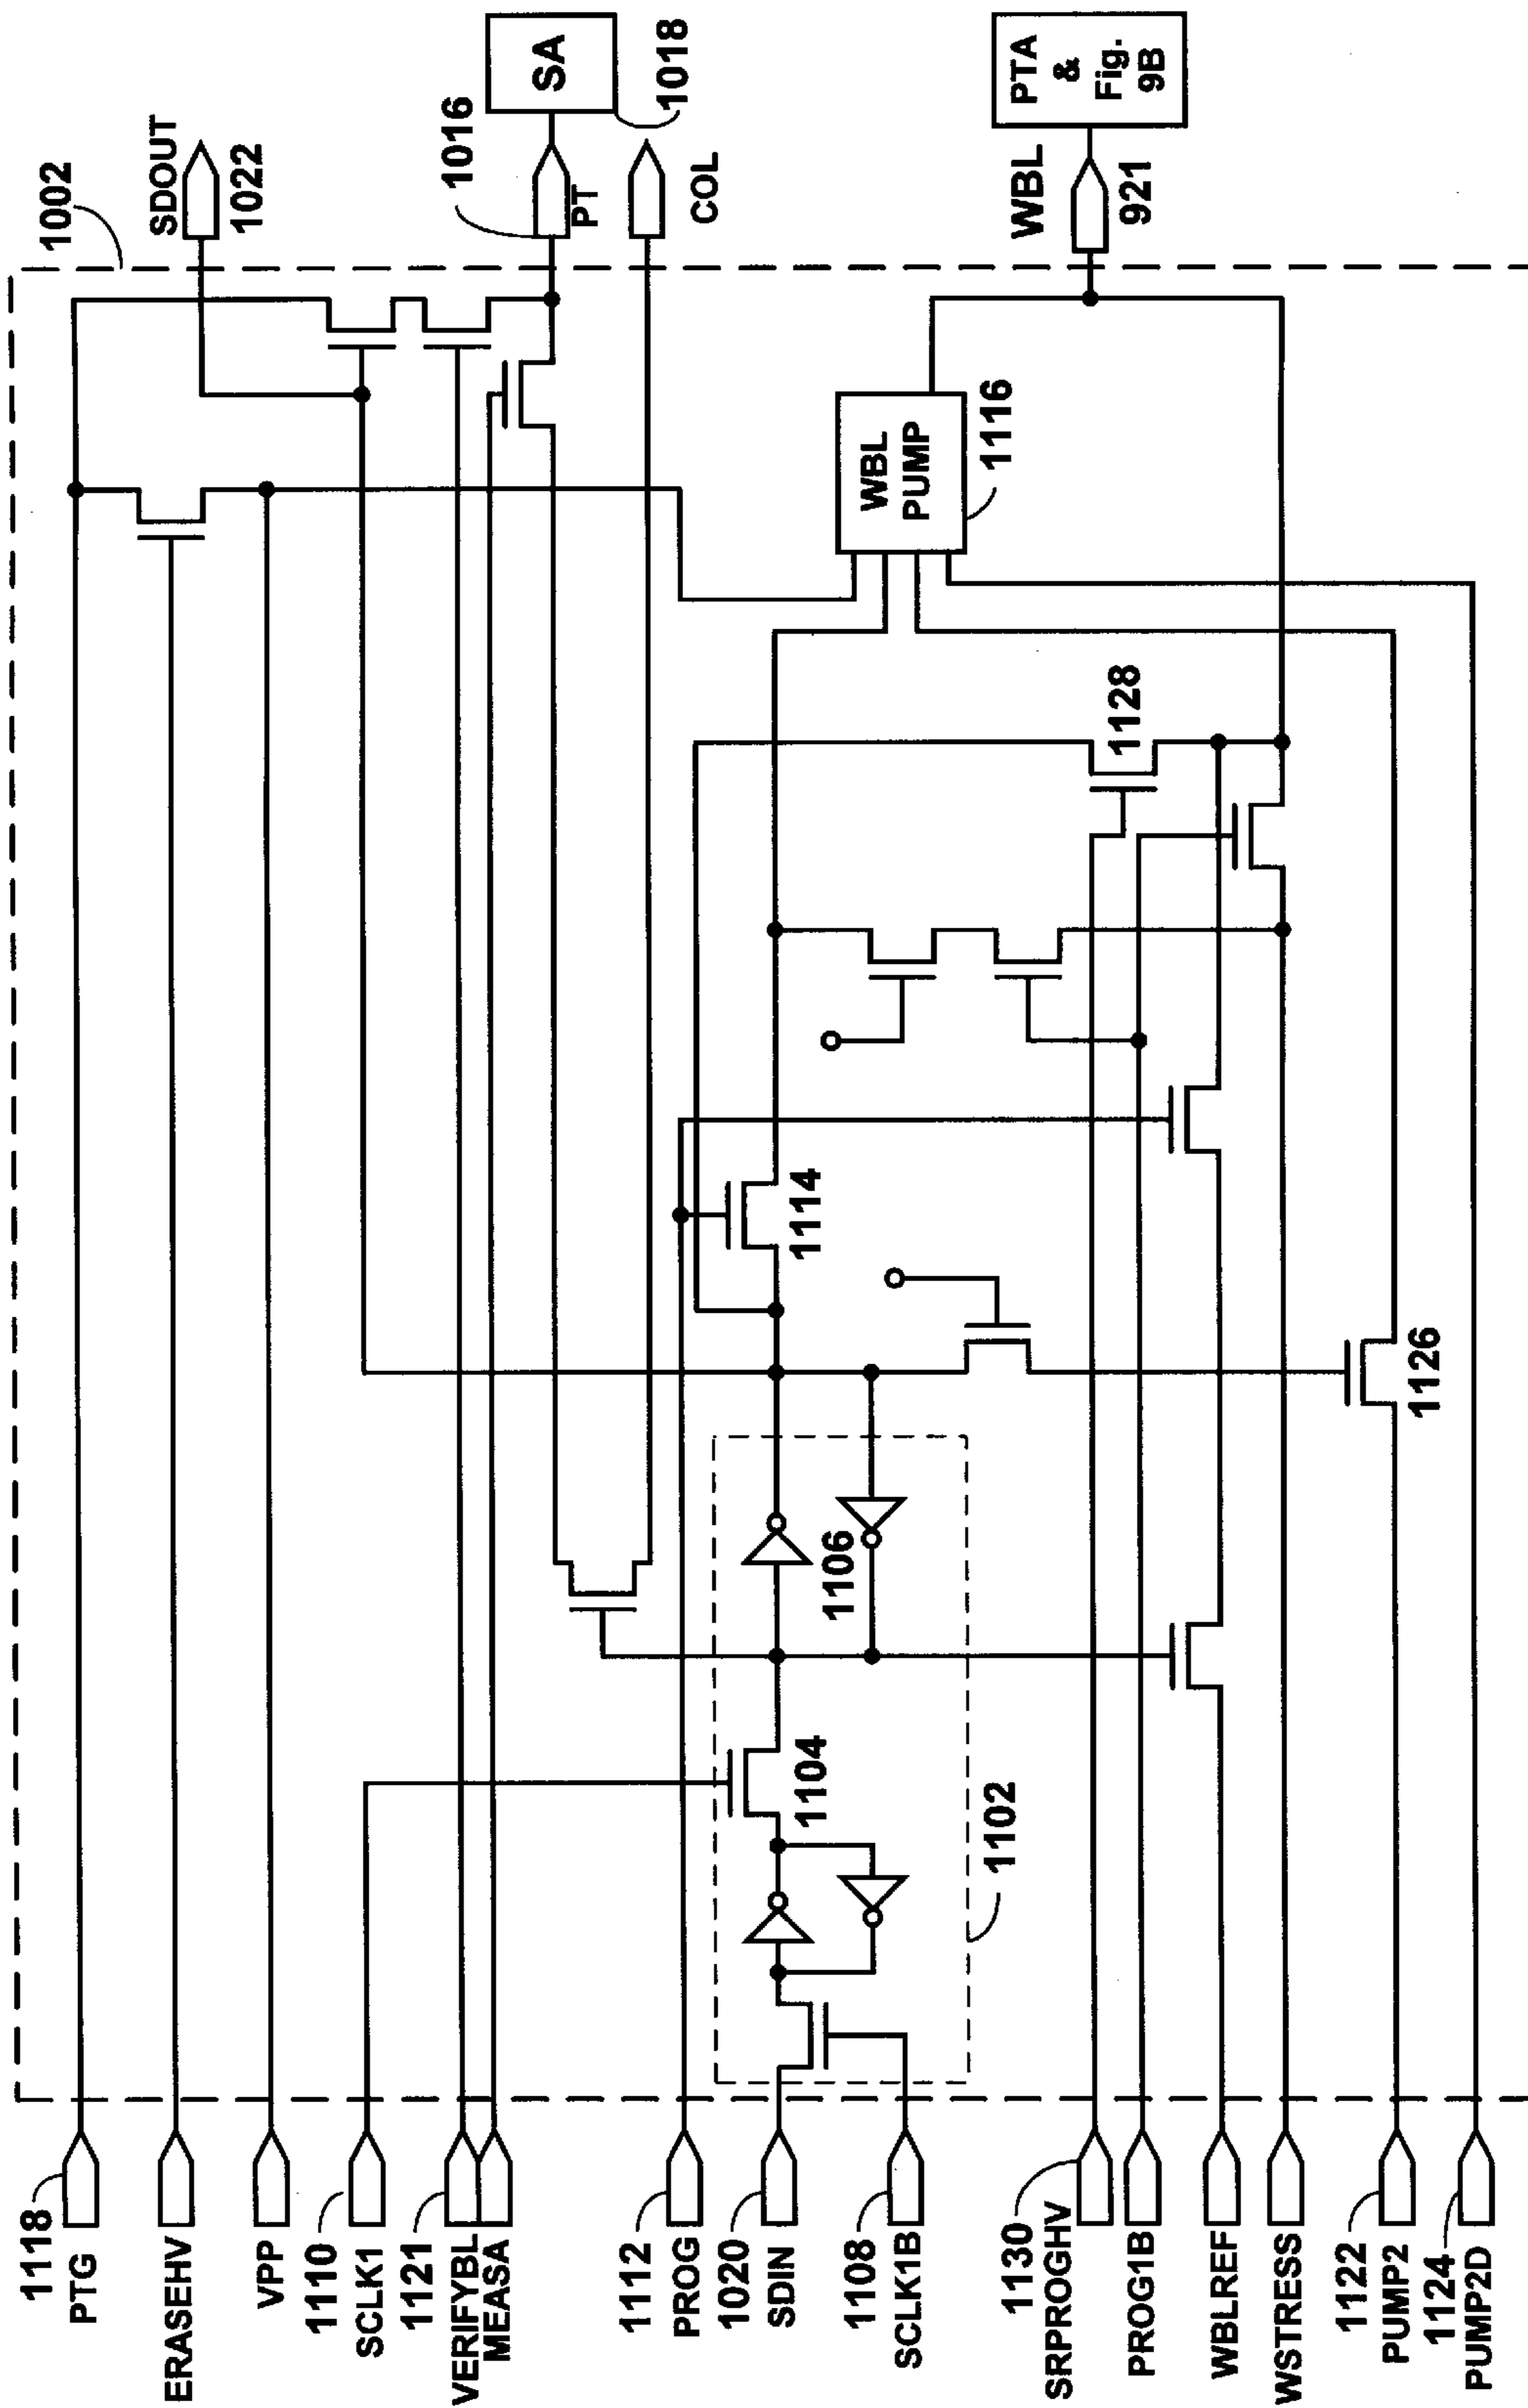 1118
PTG
ERASEHV
VPP
1110
SCLK1
1121
VERIFYBL
MEASA
1112
PROG
1020
SDIN
1108
SCLK1B
1130
SRPROGHV
PROG1B
WBLREF
WSTRESS
1122
PUMP2
1124
PUMP2D
1102
1104
1106
1114
1126
1128
WBL
PUMP
1116
1002
SDOUT
1022
1016
PT
SA
1018
COL
WBL
921
PTA
&
Fig.
9B